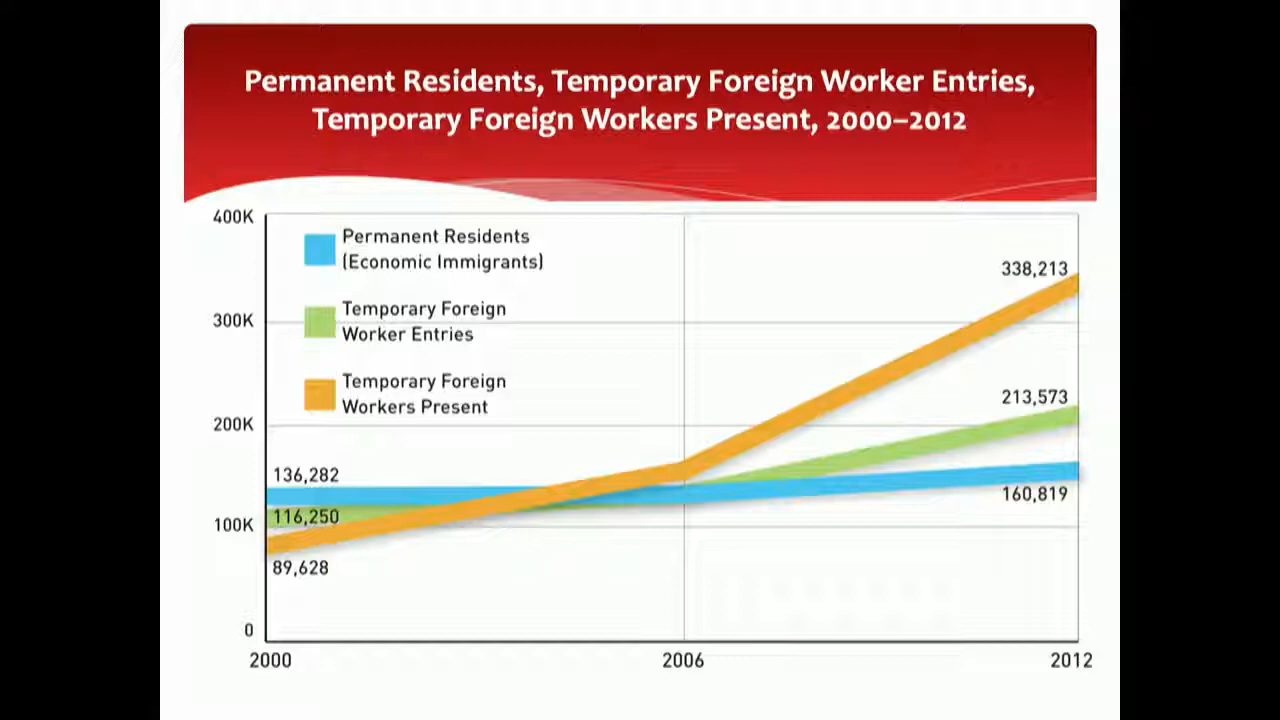 Permanent Residents, Temporary Foreign Worker Entries,
Temporary Foreign Workers Present, 2000–2012
400K
Permanent Residents
(Economic Immigrants)
338,213
Temporary Foreign
Worker Entries
300K
Temporary Foreign
Workers Present
213,573
200K
136,282
160,819
116,250
100K
89,628
0
2000
2006
2012